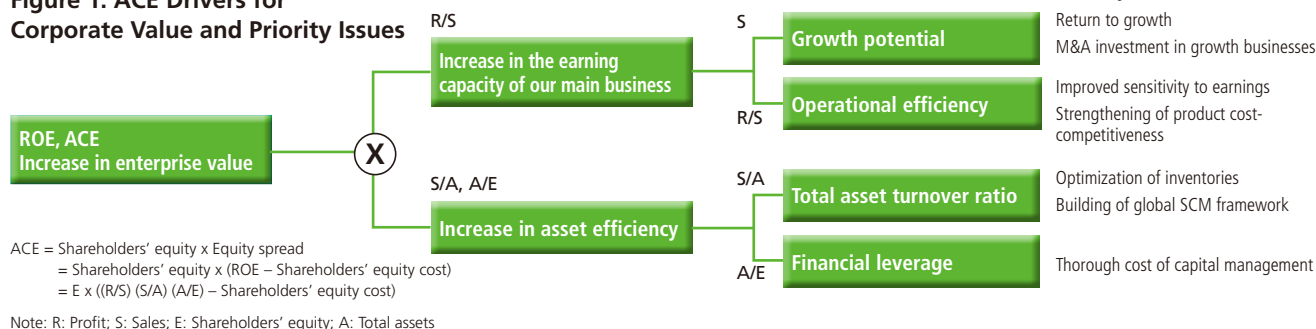 Figure 1. ACE Drivers for
Corporate Value and Priority Issues
ROE, ACE
Increase in enterprise value
X
R/S
Increase in the earning
capacity of our main business
S/A, A/E
Increase in asset efficiency
S
Growth potential
Return to growth
M&A investment in growth businesses
R/S
Operational efficiency
Improved sensitivity to earnings
Strengthening of product cost-
competitiveness
S/A
Total asset turnover ratio
Optimization of inventories
Building of global SCM framework
A/E
Financial leverage
Thorough cost of capital management
ACE = Shareholders’ equity x Equity spread
= Shareholders’ equity x (ROE – Shareholders’ equity cost)
= E x ((R/S) (S/A) (A/E) – Shareholders’ equity cost)
Note: R: Profit; S: Sales; E: Shareholders’ equity; A: Total assets